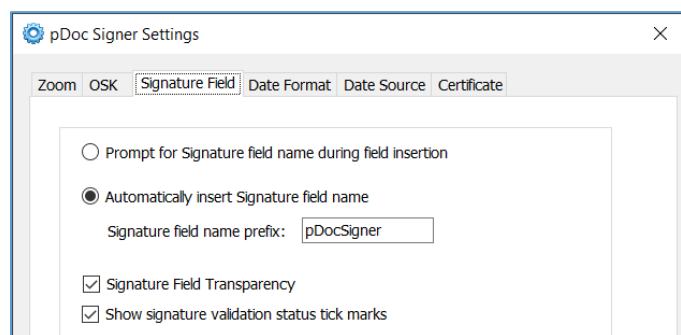 pDoc Signer Settings
Zoom OSK Signature Field Date Format Date Source Certificate
Prompt for Signature field name during field insertion
Automatically insert Signature field name
Signature field name prefix: pDocSigner
Signature Field Transparency
Show signature validation status tick marks